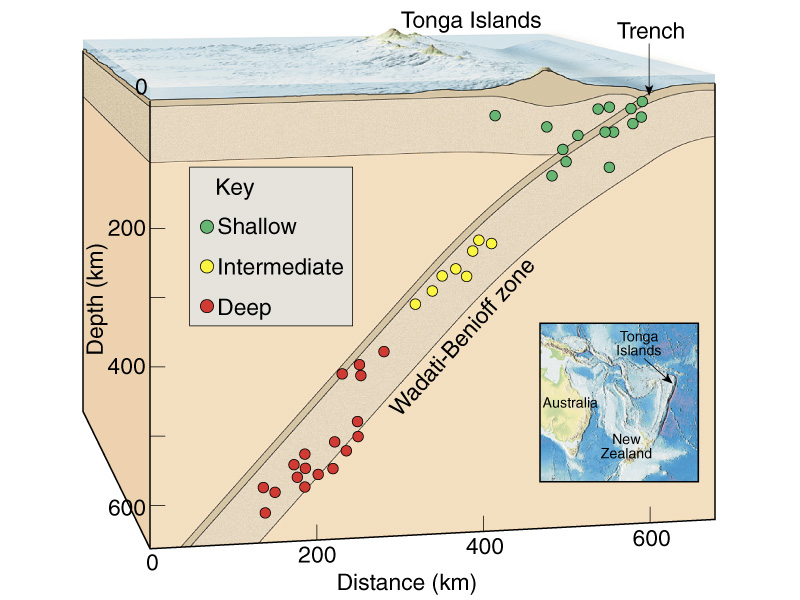 Tonga Islands
Trench
0
200
400
600
Depth (km)
Key
Shallow
Intermediate
Deep
Wadati-Benioff zone
Tonga
Islands
Australia
New
Zealand
0
200
400
600
Distance (km)